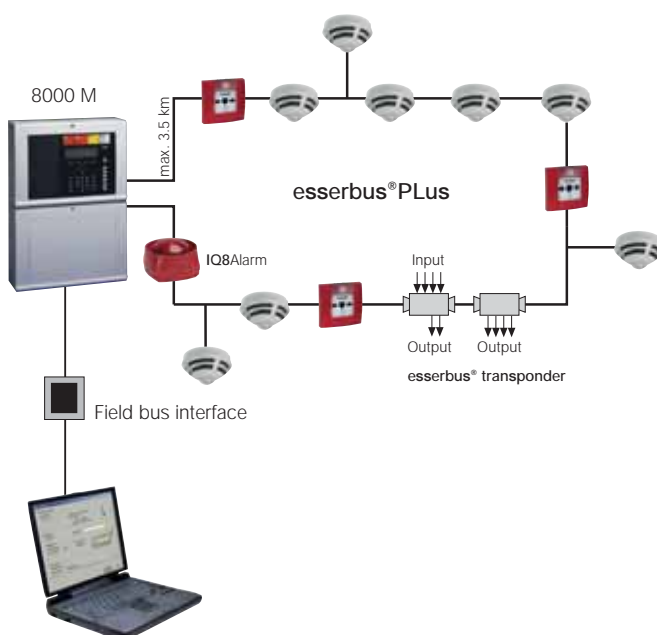 8000 M
max. 3.5 km
esserbus®PLus
IQ8Alarm
Input
Output
Output
esserbus® transponder
Field bus interface